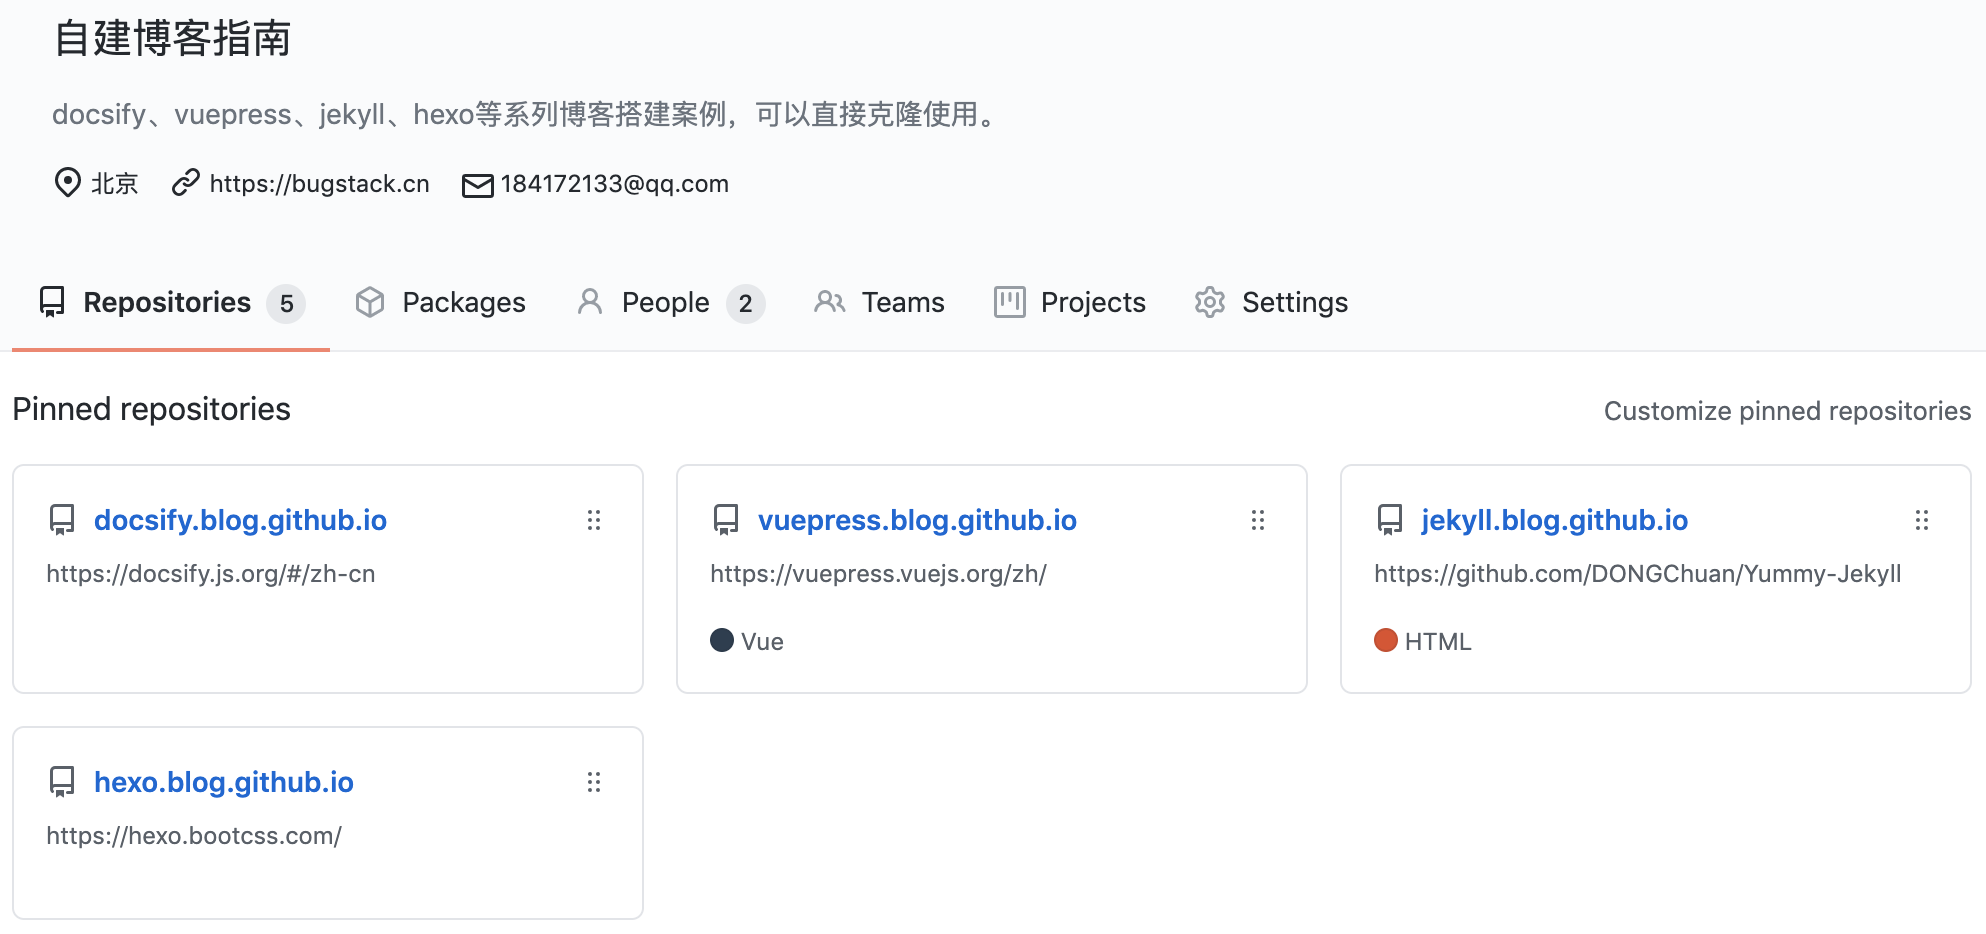 自建博客指南
docsify、vuepress、jekyll、hexo等系列博客搭建案例，可以直接克隆使用。
北京 https://bugstack.cn 184172133@qq.com
Repositories 5 Packages People 2 Teams Projects Settings
Pinned repositories Customize pinned repositories
docsify.blog.github.io
https://docsify.js.org/#/zh-cn
vuepress.blog.github.io
https://vuepress.vuejs.org/zh/
Vue
jekyll.blog.github.io
https://github.com/DONGChuan/Yummy-Jekyll
HTML
hexo.blog.github.io
https://hexo.bootcss.com/